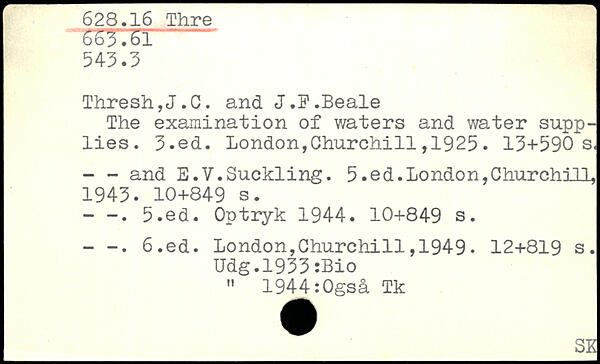 628.16 Thre
663.61
543.3
Thresh,J.C. and J.F.Beale
The examination of waters and water supp-
lies. 3.ed. London,Churchill,1925. 13+590 s.
- - and E.V.Suckling. 5.ed.London,Churchill,
1943. 10+849 s.
- -. 5.ed. Optryk 1944. 10+849 s.
- -. 6.ed. London,Churchill,1949. 12+819 s.
Udg.1933:Bio
" 1944:Også Tk
SK